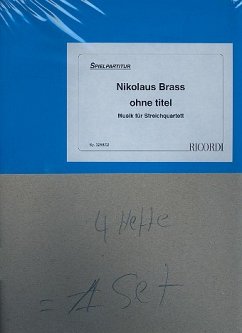 SPIELPARTITUR
Nikolaus Brass
ohne titel
Musik für Streichquartett
RICORDI
4 Hefte
= 1 Set